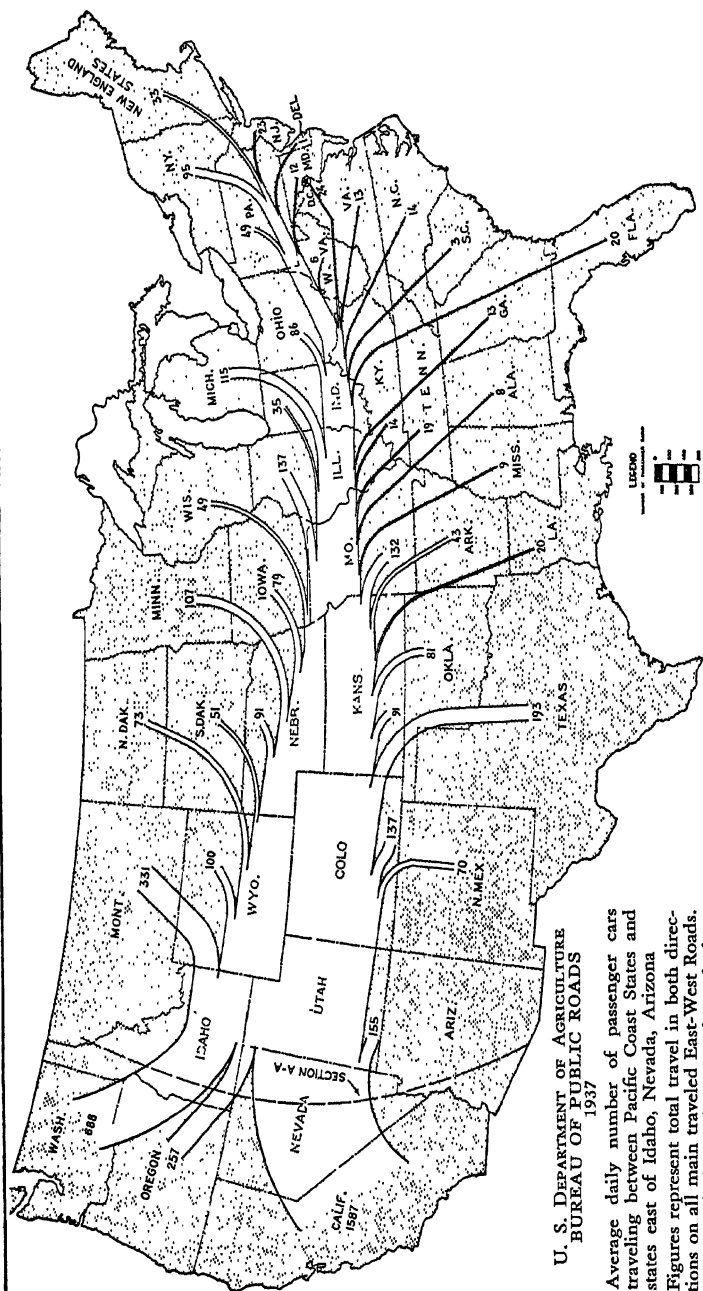 WASH.
688
OREGON
257
CALIF.
1587
NEVADA
SECTION A-A
IDAHO
MONT.
331
WYO.
100
UTAH
155
ARIZ.
COLO
137
N.MEX
70
N. DAK.
73
S.DAK.
51
NEBR
91
KANS.
91
OKLA.
81
TEXAS
193
MINN.
107
IOWA.
79
WIS.
49
MO.
132
ARK.
43
LA.
20
ILL.
137
IND.
35
MICH.
115
OHIO
86
KY.
14
TENN.
19
MISS.
9
ALA.
8
GA.
13
FLA.
20
S.C.
3
N.C.
14
VA.
13
W. VA.
6
D.C.
24
MD.
12
DEL
N.J.
23
PA.
49
N.Y.
95
NEW ENGLAND
STATES
33
LEGEND
U. S. DEPARTMENT OF AGRICULTURE
BUREAU OF PUBLIC ROADS
1937
Average daily number of passenger cars
traveling between Pacific Coast States and
states east of Idaho, Nevada, Arizona
Figures represent total travel in both direc-
tions on all main traveled East-West Roads.